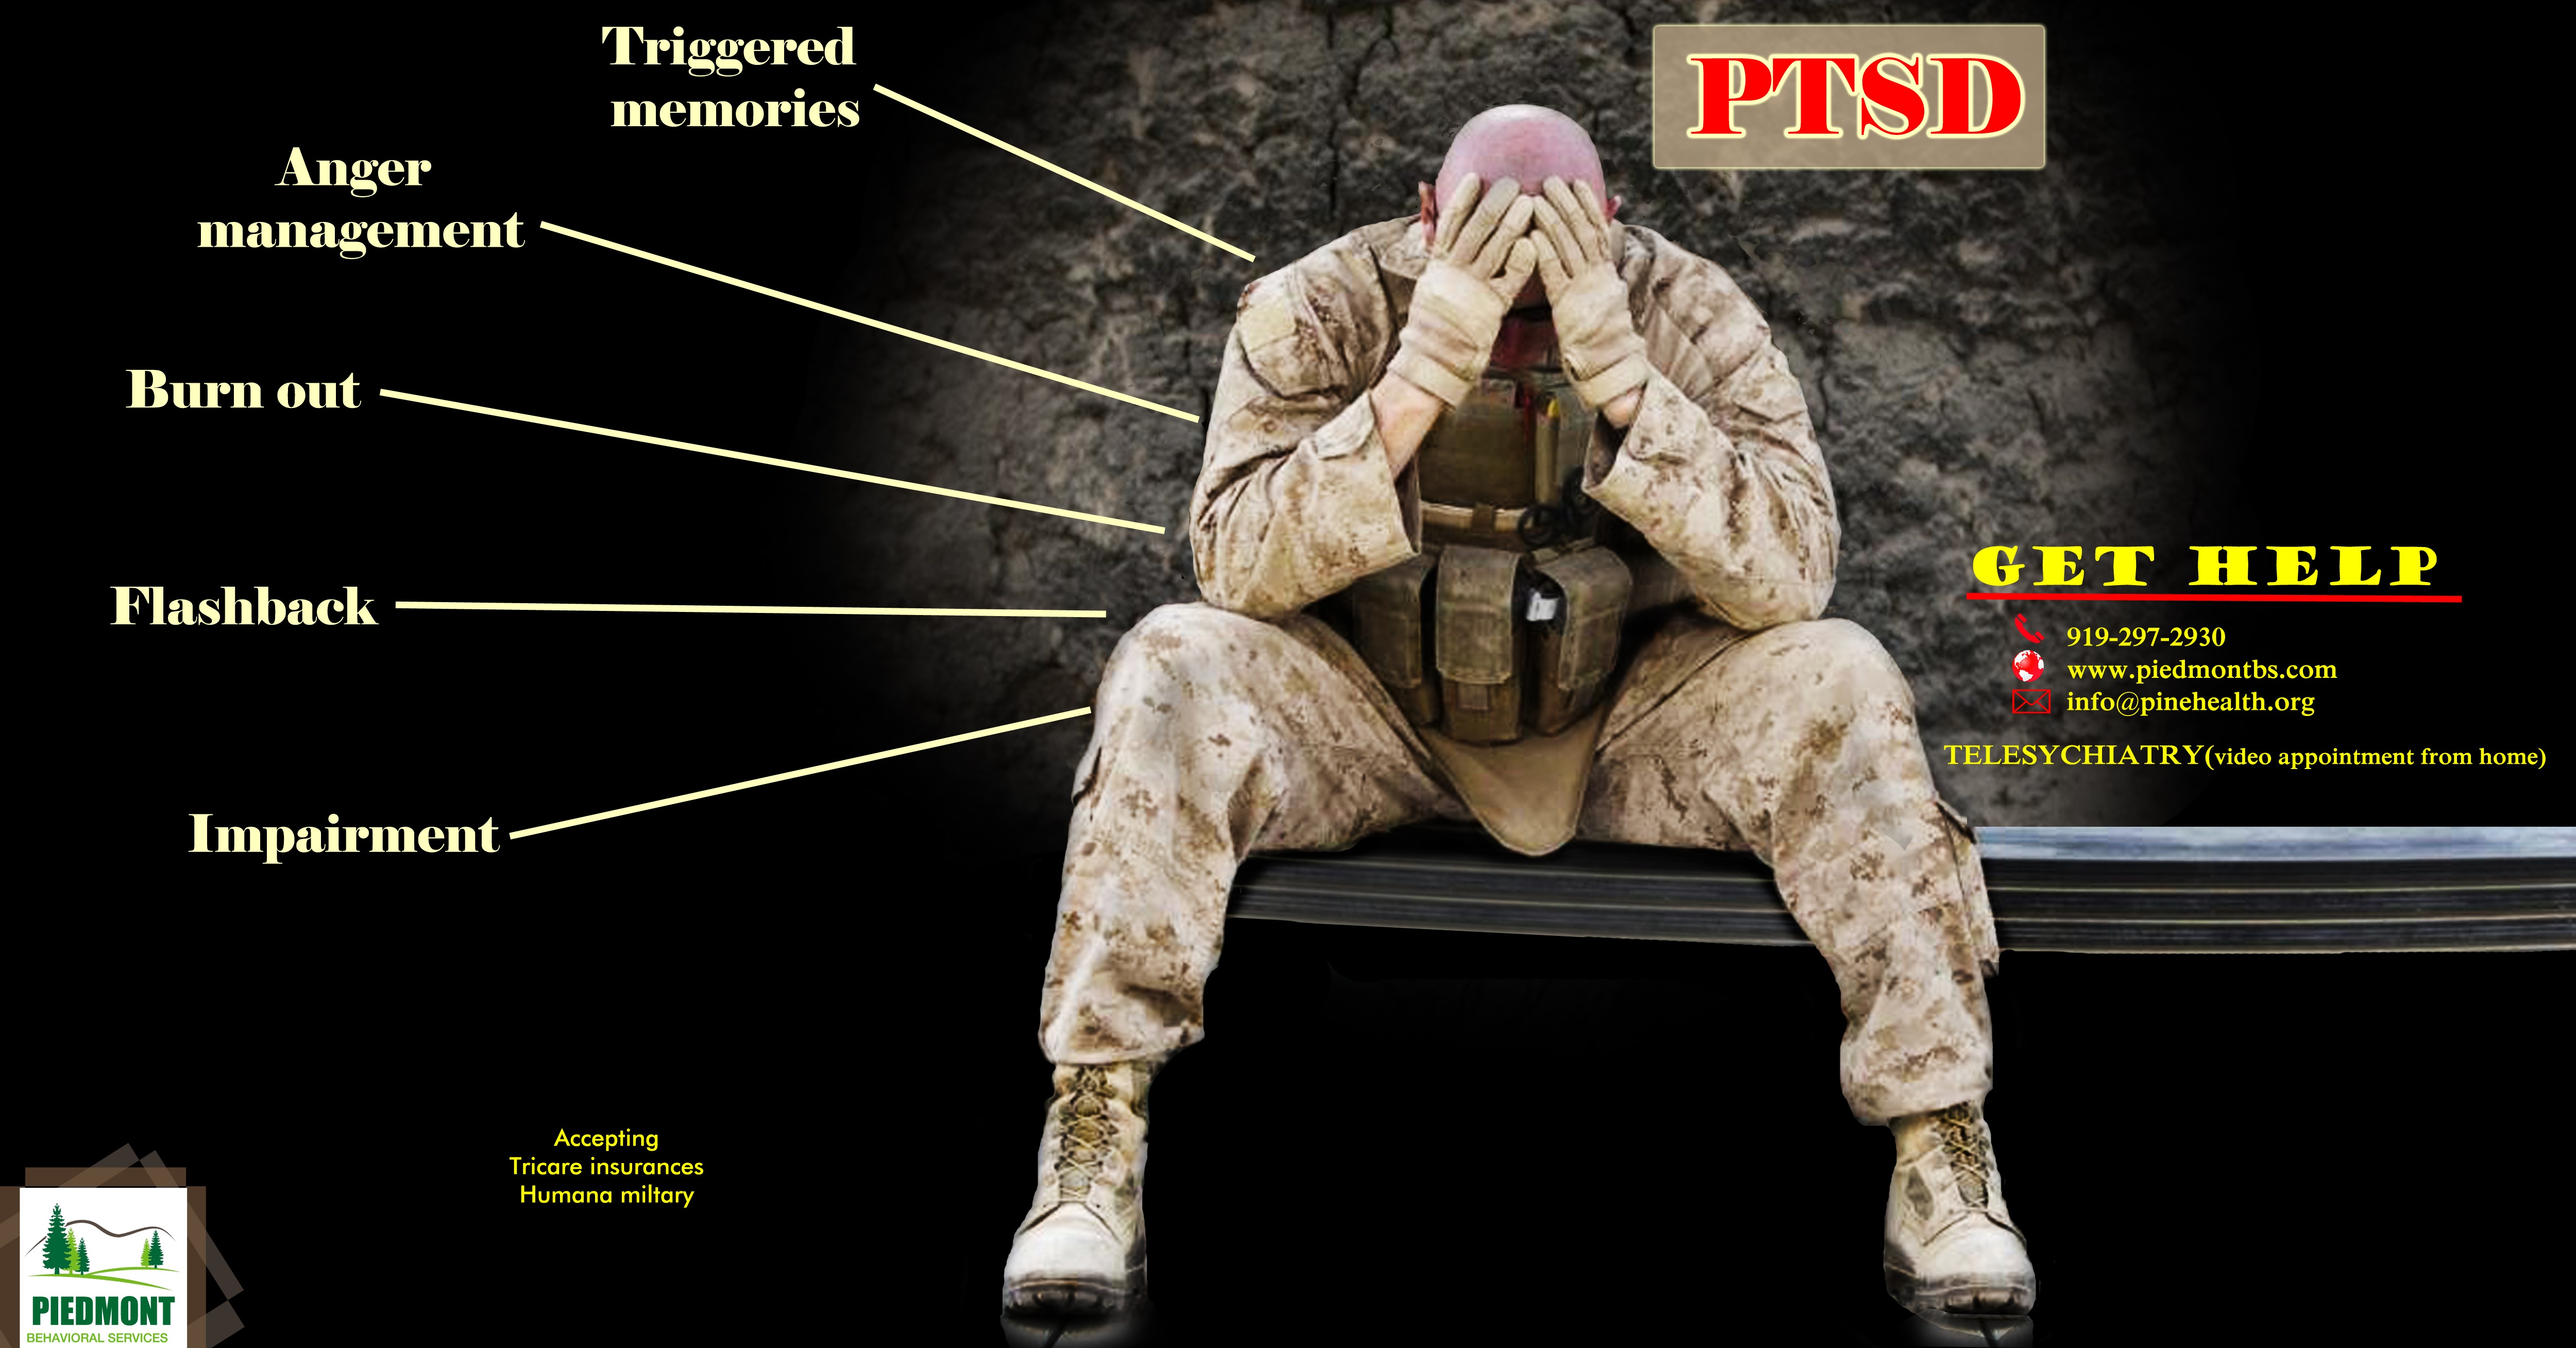 Triggered
memories
PTSD
Anger
management
Burn out
Flashback
Impairment
GET HELP
919-297-2930
www.piedmontbs.com
info@pinehealth.org
TELESYCHIATRY(video appointment from home)
Accepting
Tricare insurances
Humana miltary
PIEDMONT
BEHAVIORAL SERVICES